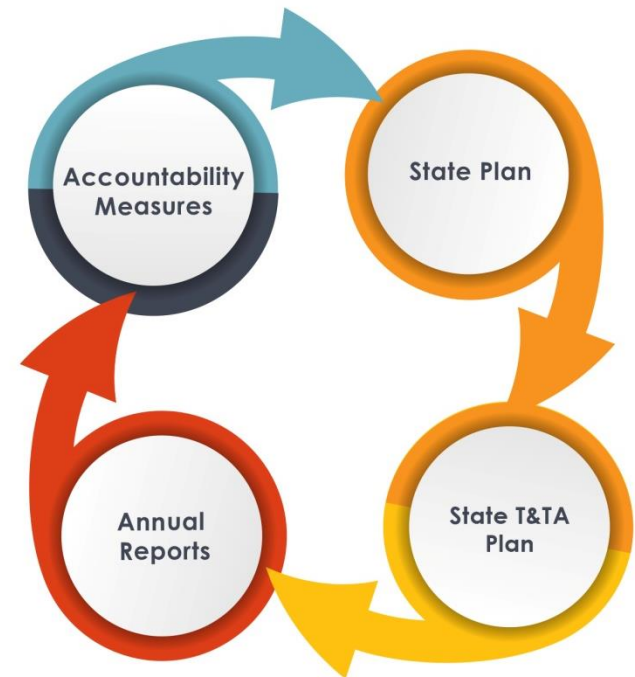 Accountability
Measures
State Plan
State T&TA
Plan
Annual
Reports